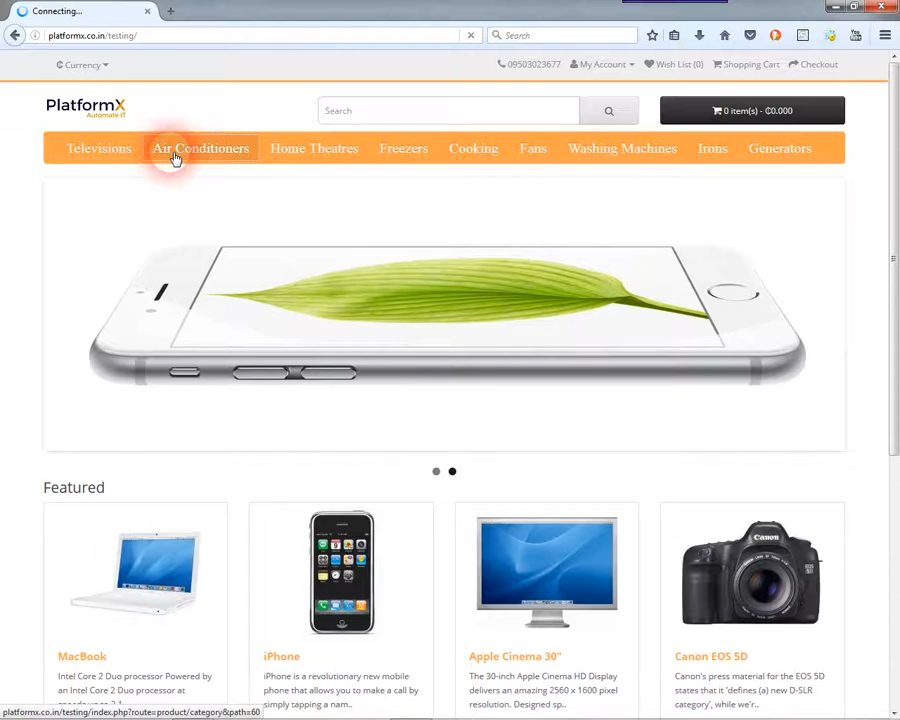 Connecting...
platformx.co.in/testing/
Search
₵ Currency
09503023677
My Account
Wish List (0)
Shopping Cart
Checkout
PlatformX
Automate IT
Search
0 item(s) - ₵0.000
Televisions
Air Conditioners
Home Theatres
Freezers
Cooking
Fans
Washing Machines
Irons
Generators
Featured
Canon
MacBook
Intel Core 2 Duo processor Powered by
an Intel Core 2 Duo processor at
iPhone
iPhone is a revolutionary new mobile
phone that allows you to make a call by
simply tapping a nam..
Apple Cinema 30"
The 30-inch Apple Cinema HD Display
delivers an amazing 2560 x 1600 pixel
resolution. Designed sp..
Canon EOS 5D
Canon's press material for the EOS
5D states that it 'defines (a) new D-SLR
category', while we'r..
platformx.co.in/testing/index.php?route=product/category&path=60